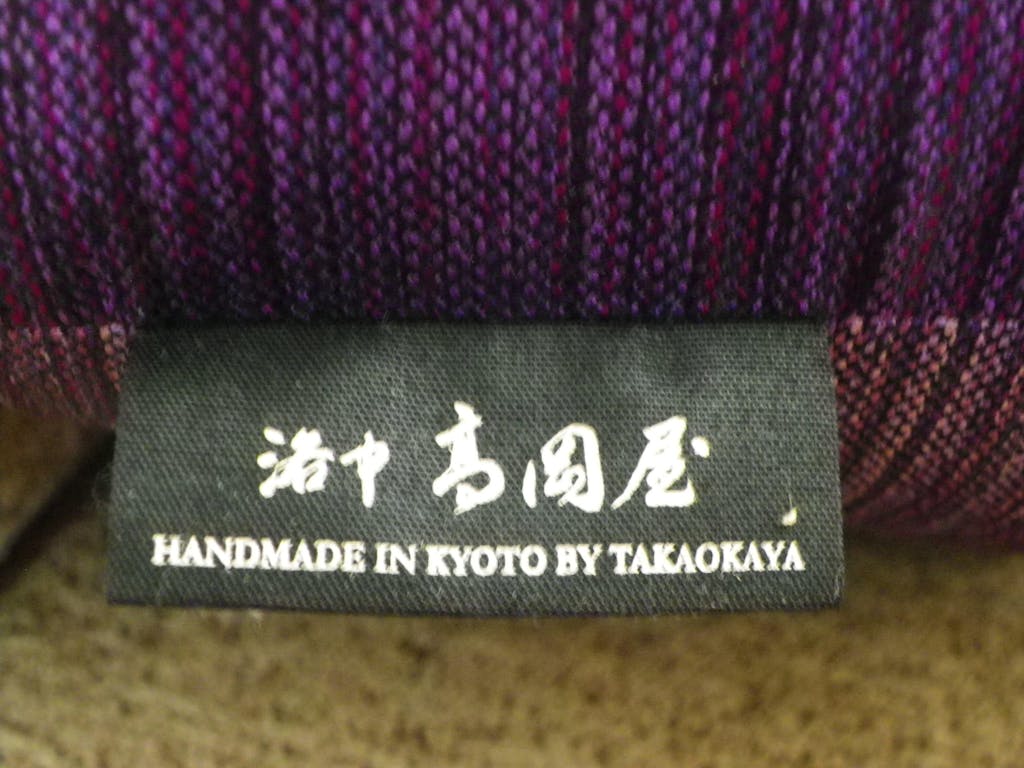 洛中 高岡屋
HANDMADE IN KYOTO BY TAKAOKAYA